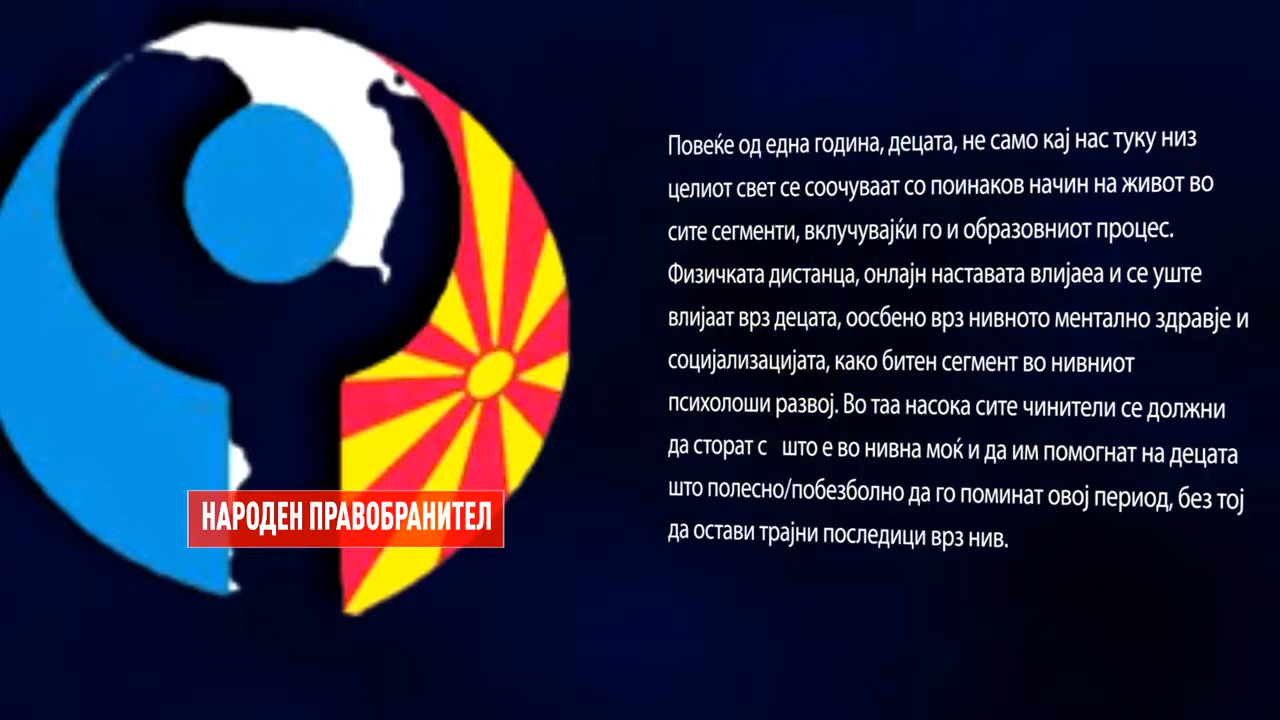 Повеќе од една година, децата, не само кај нас туку низ
целиот свет се соочуваат со поинаков начин на живот во
сите сегменти, вклучувајќи го и образовниот процес.
Физичката дистанца, онлајн наставата влијаеа и се уште
влијаат врз децата, оосбено врз нивното ментално здравје и
социјализацијата, како битен сегмент во нивниот
психолоши развој. Во таа насока сите чинители се должни
да сторат с што е во нивна моќ и да им помогнат на децата
што полесно/побезболно да го поминат овој период, без тој
да остави трајни последици врз нив.
НАРОДЕН ПРАВОБРАНИТЕЛ